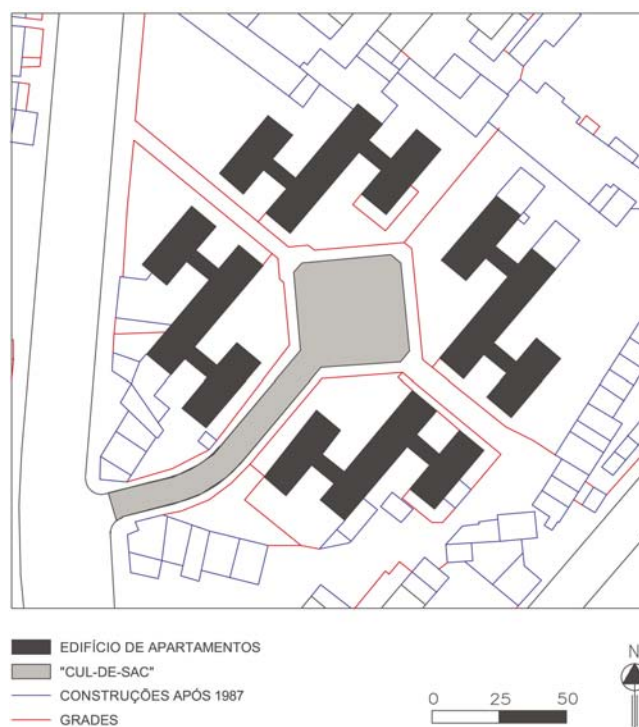 EDIFÍCIO DE APARTAMENTOS
"CUL-DE-SAC"
CONSTRUÇÕES APÓS 1987
GRADES
0 25 50
N